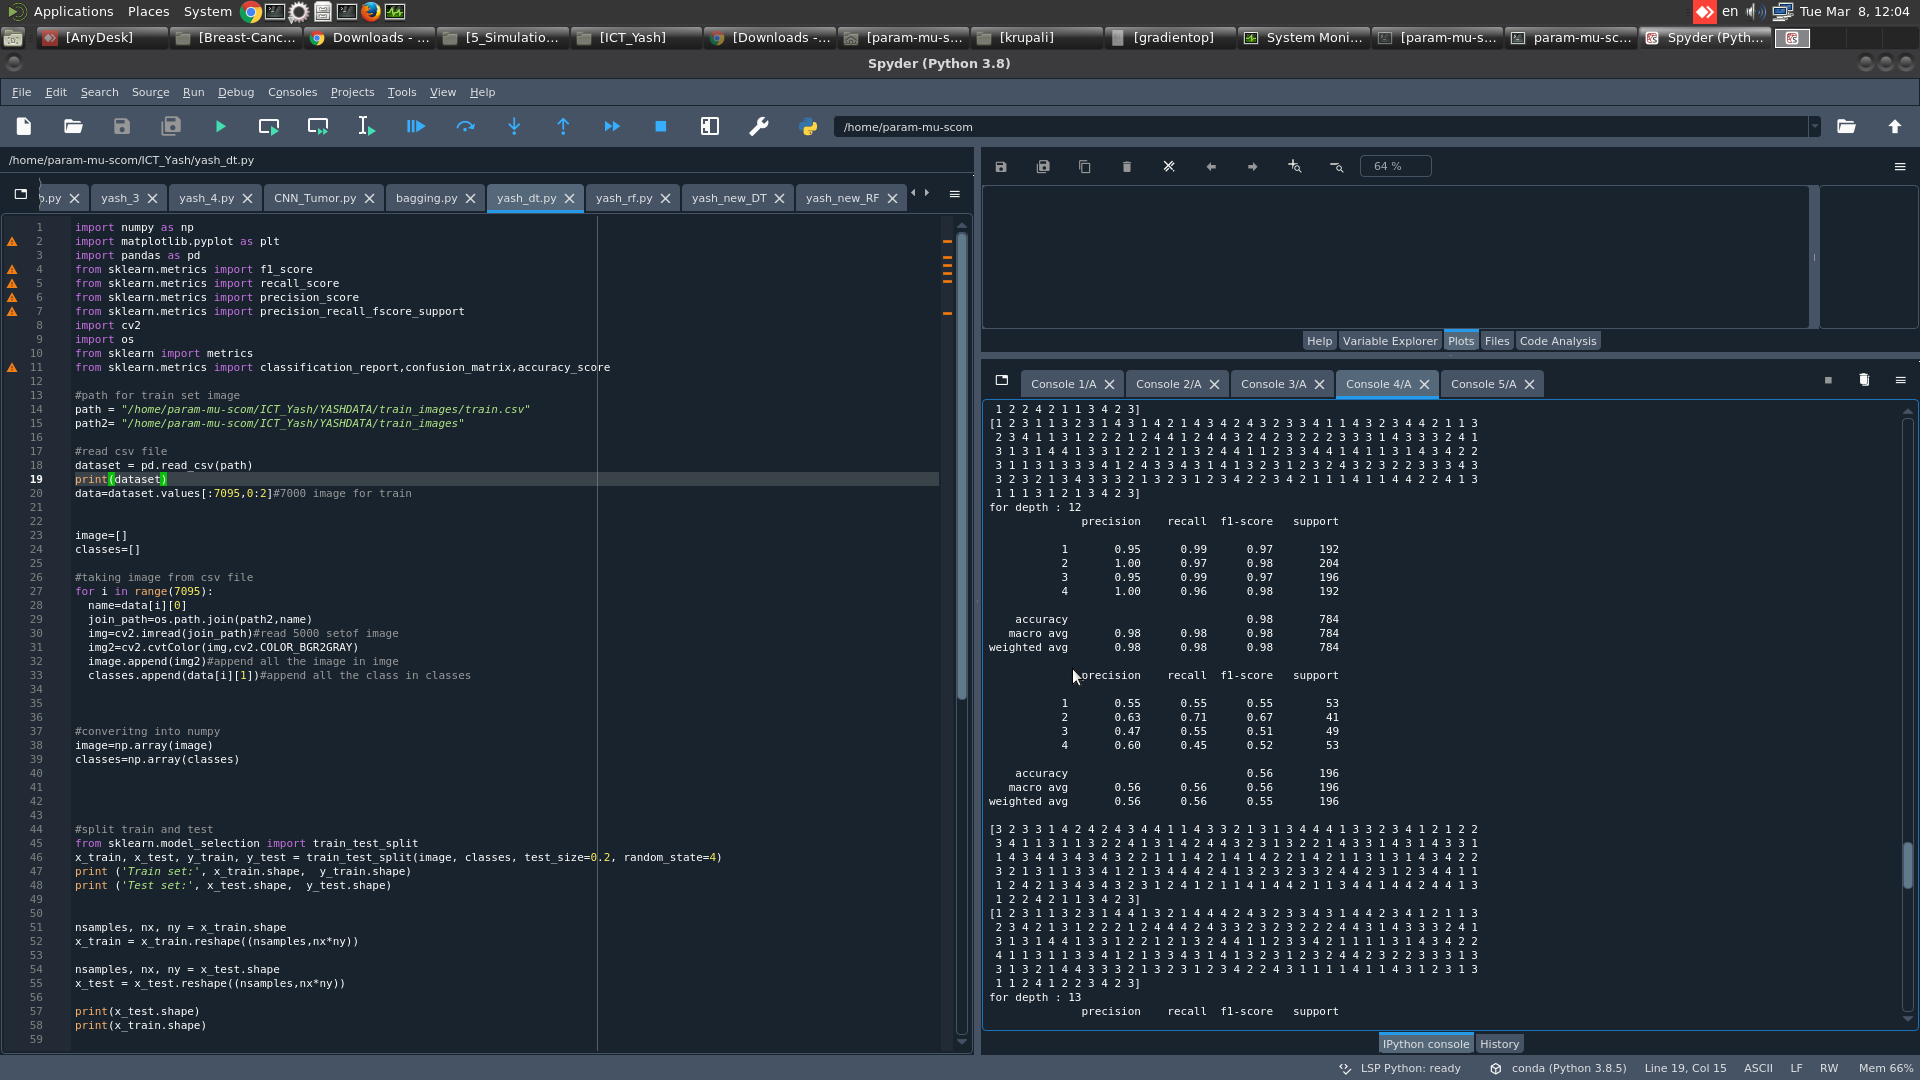 Applications Places System en Tue Mar 8, 12:04
[AnyDesk] [Breast-Canc... Downloads - ... [5_Simulatio... [ICT_Yash] [Downloads -... [param-mu-s... [krupali] [gradientop] System Moni... [param-mu-s... param-mu-sc... Spyder (Pyth...
Spyder (Python 3.8)
File Edit Search Source Run Debug Consoles Projects Tools View Help
/home/param-mu-scom
/home/param-mu-scom/ICT_Yash/yash_dt.py
.py yash_3 yash_4.py CNN_Tumor.py bagging.py yash_dt.py yash_rf.py yash_new_DT yash_new_RF
1 import numpy as np
2 import matplotlib.pyplot as plt
3 import pandas as pd
4 from sklearn.metrics import f1_score
5 from sklearn.metrics import recall_score
6 from sklearn.metrics import precision_score
7 from sklearn.metrics import precision_recall_fscore_support
8 import cv2
9 import os
10 from sklearn import metrics
11 from sklearn.metrics import classification_report,confusion_matrix,accuracy_score
12
13 #path for train set image
14 path = "/home/param-mu-scom/ICT_Yash/YASHDATA/train_images/train.csv"
15 path2= "/home/param-mu-scom/ICT_Yash/YASHDATA/train_images"
16
17 #read csv file
18 dataset = pd.read_csv(path)
19 print(dataset)
20 data=dataset.values[:7095,0:2]#7000 image for train
21
22
23 image=[]
24 classes=[]
25
26 #taking image from csv file
27 for i in range(7095):
28 name=data[i][0]
29 join_path=os.path.join(path2,name)
30 img=cv2.imread(join_path)#read 5000 setof image
31 img2=cv2.cvtColor(img,cv2.COLOR_BGR2GRAY)
32 image.append(img2)#append all the image in imge
33 classes.append(data[i][1])#append all the class in classes
34
35
36
37 #converitng into numpy
38 image=np.array(image)
39 classes=np.array(classes)
40
41
42
43
44 #split train and test
45 from sklearn.model_selection import train_test_split
46 x_train, x_test, y_train, y_test = train_test_split(image, classes, test_size=0.2, random_state=4)
47 print ('Train set:', x_train.shape, y_train.shape)
48 print ('Test set:', x_test.shape, y_test.shape)
49
50
51 nsamples, nx, ny = x_train.shape
52 x_train = x_train.reshape((nsamples,nx*ny))
53
54 nsamples, nx, ny = x_test.shape
55 x_test = x_test.reshape((nsamples,nx*ny))
56
57 print(x_test.shape)
58 print(x_train.shape)
59
64 %
Help Variable Explorer Plots Files Code Analysis
Console 1/A Console 2/A Console 3/A Console 4/A Console 5/A
1 2 2 4 2 1 1 3 4 2 3]
[1 2 3 1 1 3 2 3 1 4 3 1 4 2 1 4 3 4 2 4 3 2 3 3 4 1 1 4 3 2 3 4 4 2 1 1 3
2 3 4 1 1 3 1 2 2 2 1 2 4 4 1 2 4 4 3 2 4 2 3 2 2 2 3 3 3 1 4 3 3 3 2 4 1
3 1 3 1 4 4 1 3 3 1 2 3 2 1 2 1 3 2 1 4 2 3 3 2 2 1 1 1 3 1 3 1 4 3 4 2 2
3 1 1 3 1 3 3 3 4 1 2 4 3 3 4 3 1 4 1 3 2 1 2 2 3 4 3 2 3 2 2 3 3 3 3 4 3
3 2 3 2 1 3 4 3 3 3 2 1 3 2 3 1 2 3 4 2 2 3 4 2 1 1 1 4 1 1 4 4 2 2 4 1 3
1 1 1 3 1 2 1 3 4 2 3]
for depth : 12
precision recall f1-score support
1 0.95 0.99 0.97 192
2 1.00 0.97 0.98 204
3 0.95 0.99 0.97 196
4 1.00 0.96 0.98 192
accuracy 0.98 784
macro avg 0.98 0.98 0.98 784
weighted avg 0.98 0.98 0.98 784
precision recall f1-score support
1 0.55 0.55 0.55 53
2 0.63 0.71 0.67 41
3 0.47 0.55 0.51 49
4 0.60 0.45 0.52 53
accuracy 0.56 196
macro avg 0.56 0.56 0.56 196
weighted avg 0.56 0.56 0.55 196
[3 2 3 3 1 4 2 4 2 4 3 4 4 1 1 4 3 3 2 1 3 1 3 4 4 4 1 3 3 2 3 4 1 2 1 2 2
3 4 1 1 3 1 1 3 2 2 4 1 3 1 2 4 4 3 2 4 4 3 2 1 2 4 4 3 1 4 3 1 4 3 3 1
1 4 3 4 4 3 4 3 4 3 2 2 1 1 1 4 2 1 4 1 4 2 2 1 4 2 1 1 2 1 3 1 4 2 1 2 2
3 2 1 3 1 1 3 3 4 1 2 1 3 4 4 3 4 1 4 3 2 1 3 2 1 4 3 1 1 2 2 3 4 4 1 1
1 2 4 2 1 3 4 3 4 3 2 3 1 2 4 1 2 1 1 4 1 4 4 2 1 1 3 4 4 1 4 4 2 4 4 1 3
1 2 2 4 2 1 1 3 4 2 3]
[1 2 3 1 1 3 2 3 1 4 4 1 3 2 1 4 4 4 2 4 3 2 3 3 4 3 1 4 4 2 3 4 1 2 1 1 3
2 3 4 2 1 3 1 2 2 2 1 2 4 4 4 2 4 4 3 2 4 3 3 1 2 2 4 3 3 1 4 3 3 3 2 4 1
3 1 3 1 4 4 1 3 3 1 2 2 1 2 1 3 2 1 4 4 1 1 2 3 2 2 1 1 1 1 3 1 4 3 4 2 2
4 1 1 3 1 1 3 3 4 1 2 1 3 4 3 3 4 3 1 2 3 1 2 1 4 2 2 2 2 3 3 3 1 3
3 1 3 2 1 4 4 3 3 3 2 1 3 2 3 1 2 3 4 2 2 4 3 1 1 1 1 4 1 1 4 3 1 2 3 1 3
1 1 2 4 1 2 2 3 4 2 3]
for depth : 13
precision recall f1-score support
IPython console History
LSP Python: ready conda (Python 3.8.5) Line 19, Col 15 ASCII LF RW Mem 66%